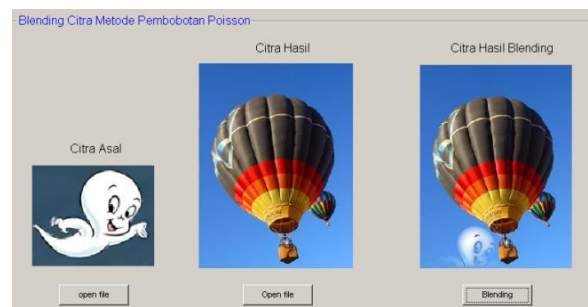 Blending Citra Metode Pembobotan Poisson
Citra Hasil
Citra Hasil Blending
Citra Asal
open file
Open file
Blending